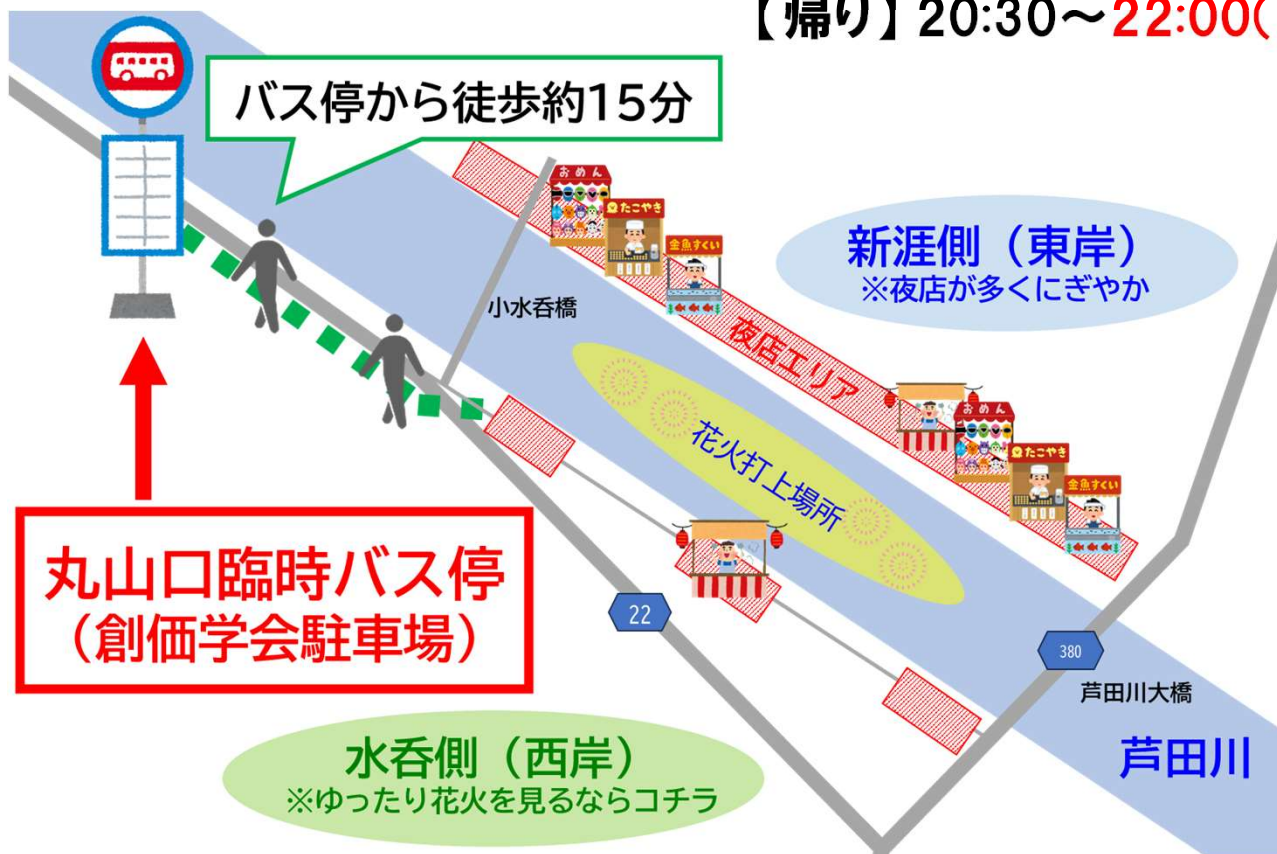 【帰り】20:30～22:00(
バス停から徒歩約15分
おめん
たこやき
金魚すくい
新涯側（東岸）
※夜店が多くにぎやか
小水呑橋
夜店エリア
おめん
たこやき
金魚すくい
花火打上場所
丸山口臨時バス停
（創価学会駐車場）
22
380
芦田川大橋
芦田川
水呑側（西岸）
※ゆったり花火を見るならコチラ